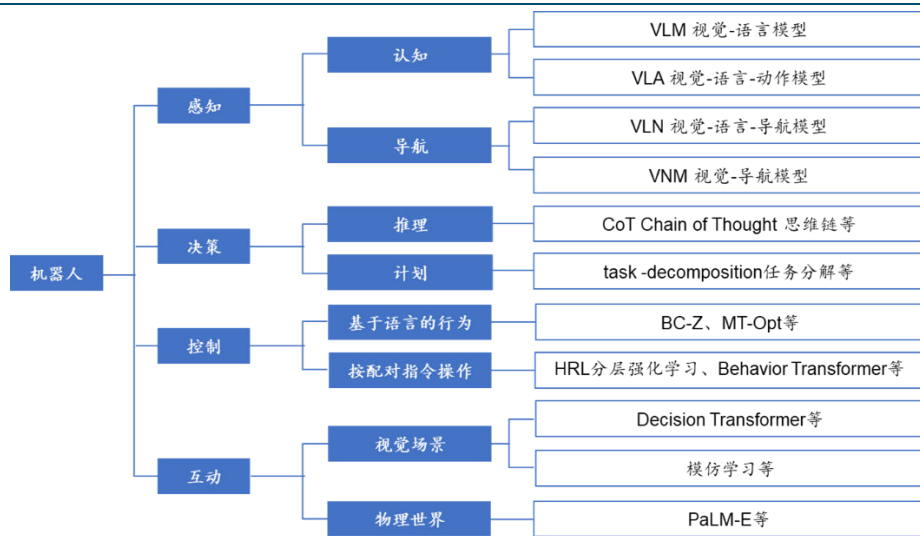 机器人
感知
认知
VLM 视觉-语言模型
VLA 视觉-语言-动作模型
导航
VLN 视觉-语言-导航模型
VNM 视觉-导航模型
决策
推理
CoT Chain of Thought 思维链等
计划
task -decomposition任务分解等
控制
基于语言的行为
BC-Z、MT-Opt等
按配对指令操作
HRL分层强化学习、Behavior Transformer等
互动
视觉场景
Decision Transformer等
模仿学习等
物理世界
PaLM-E等